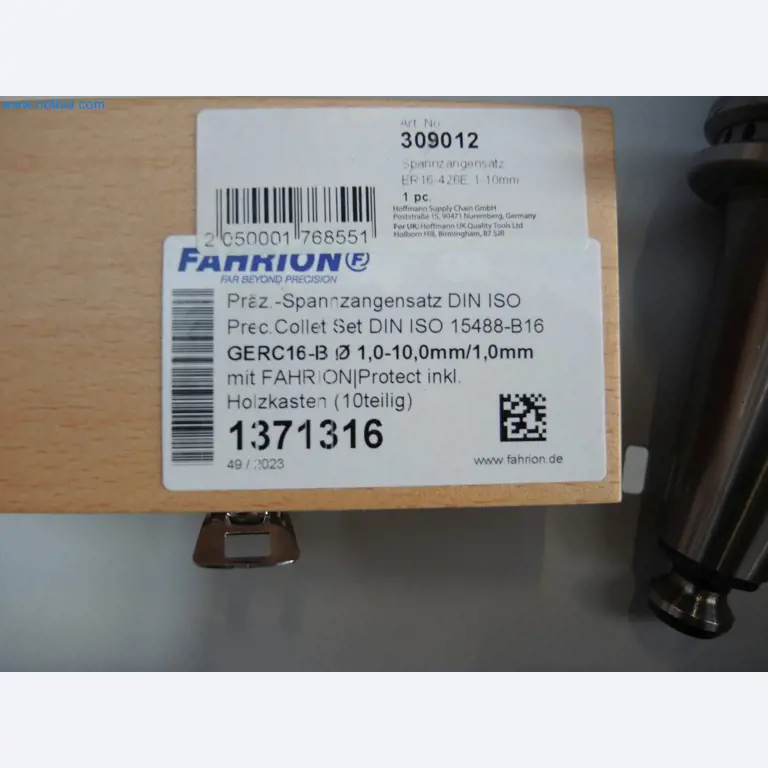 www.netbid.com
Art. No.
309012
Spannzangensatz
ER16-426E 1-10mm
1 pc.
Hoffmann Supply Chain GmbH
Poststraße 15, 90471 Nuremberg, Germany
For UK: Hoffmann UK Quality Tools Ltd
Holborn Hill, Birmingham, B7 5JR
2 050001 768551
FAHRION
FAR BEYOND PRECISION
Präz.-Spannzangensatz DIN ISO
Prec.Collet Set DIN ISO 15488-B16
GERC16-B Ø 1,0-10,0mm/1,0mm
mit FAHRION|Protect inkl.
Holzkasten (10teilig)
1371316
49 / 2023
www.fahrion.de